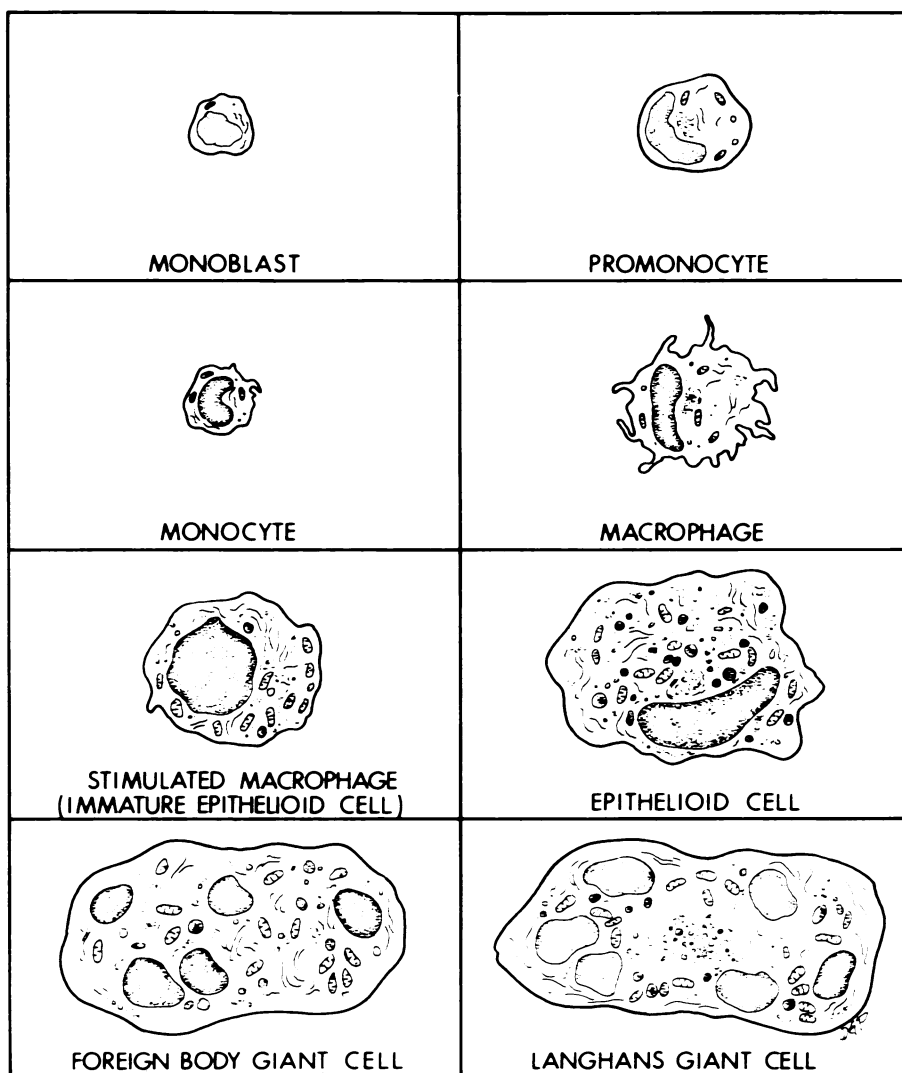 MONOBLAST
PROMONOCYTE
MONOCYTE
MACROPHAGE
STIMULATED MACROPHAGE
(IMMATURE EPITHELIOID CELL)
EPITHELIOID CELL
FOREIGN BODY GIANT CELL
LANGHANS GIANT CELL